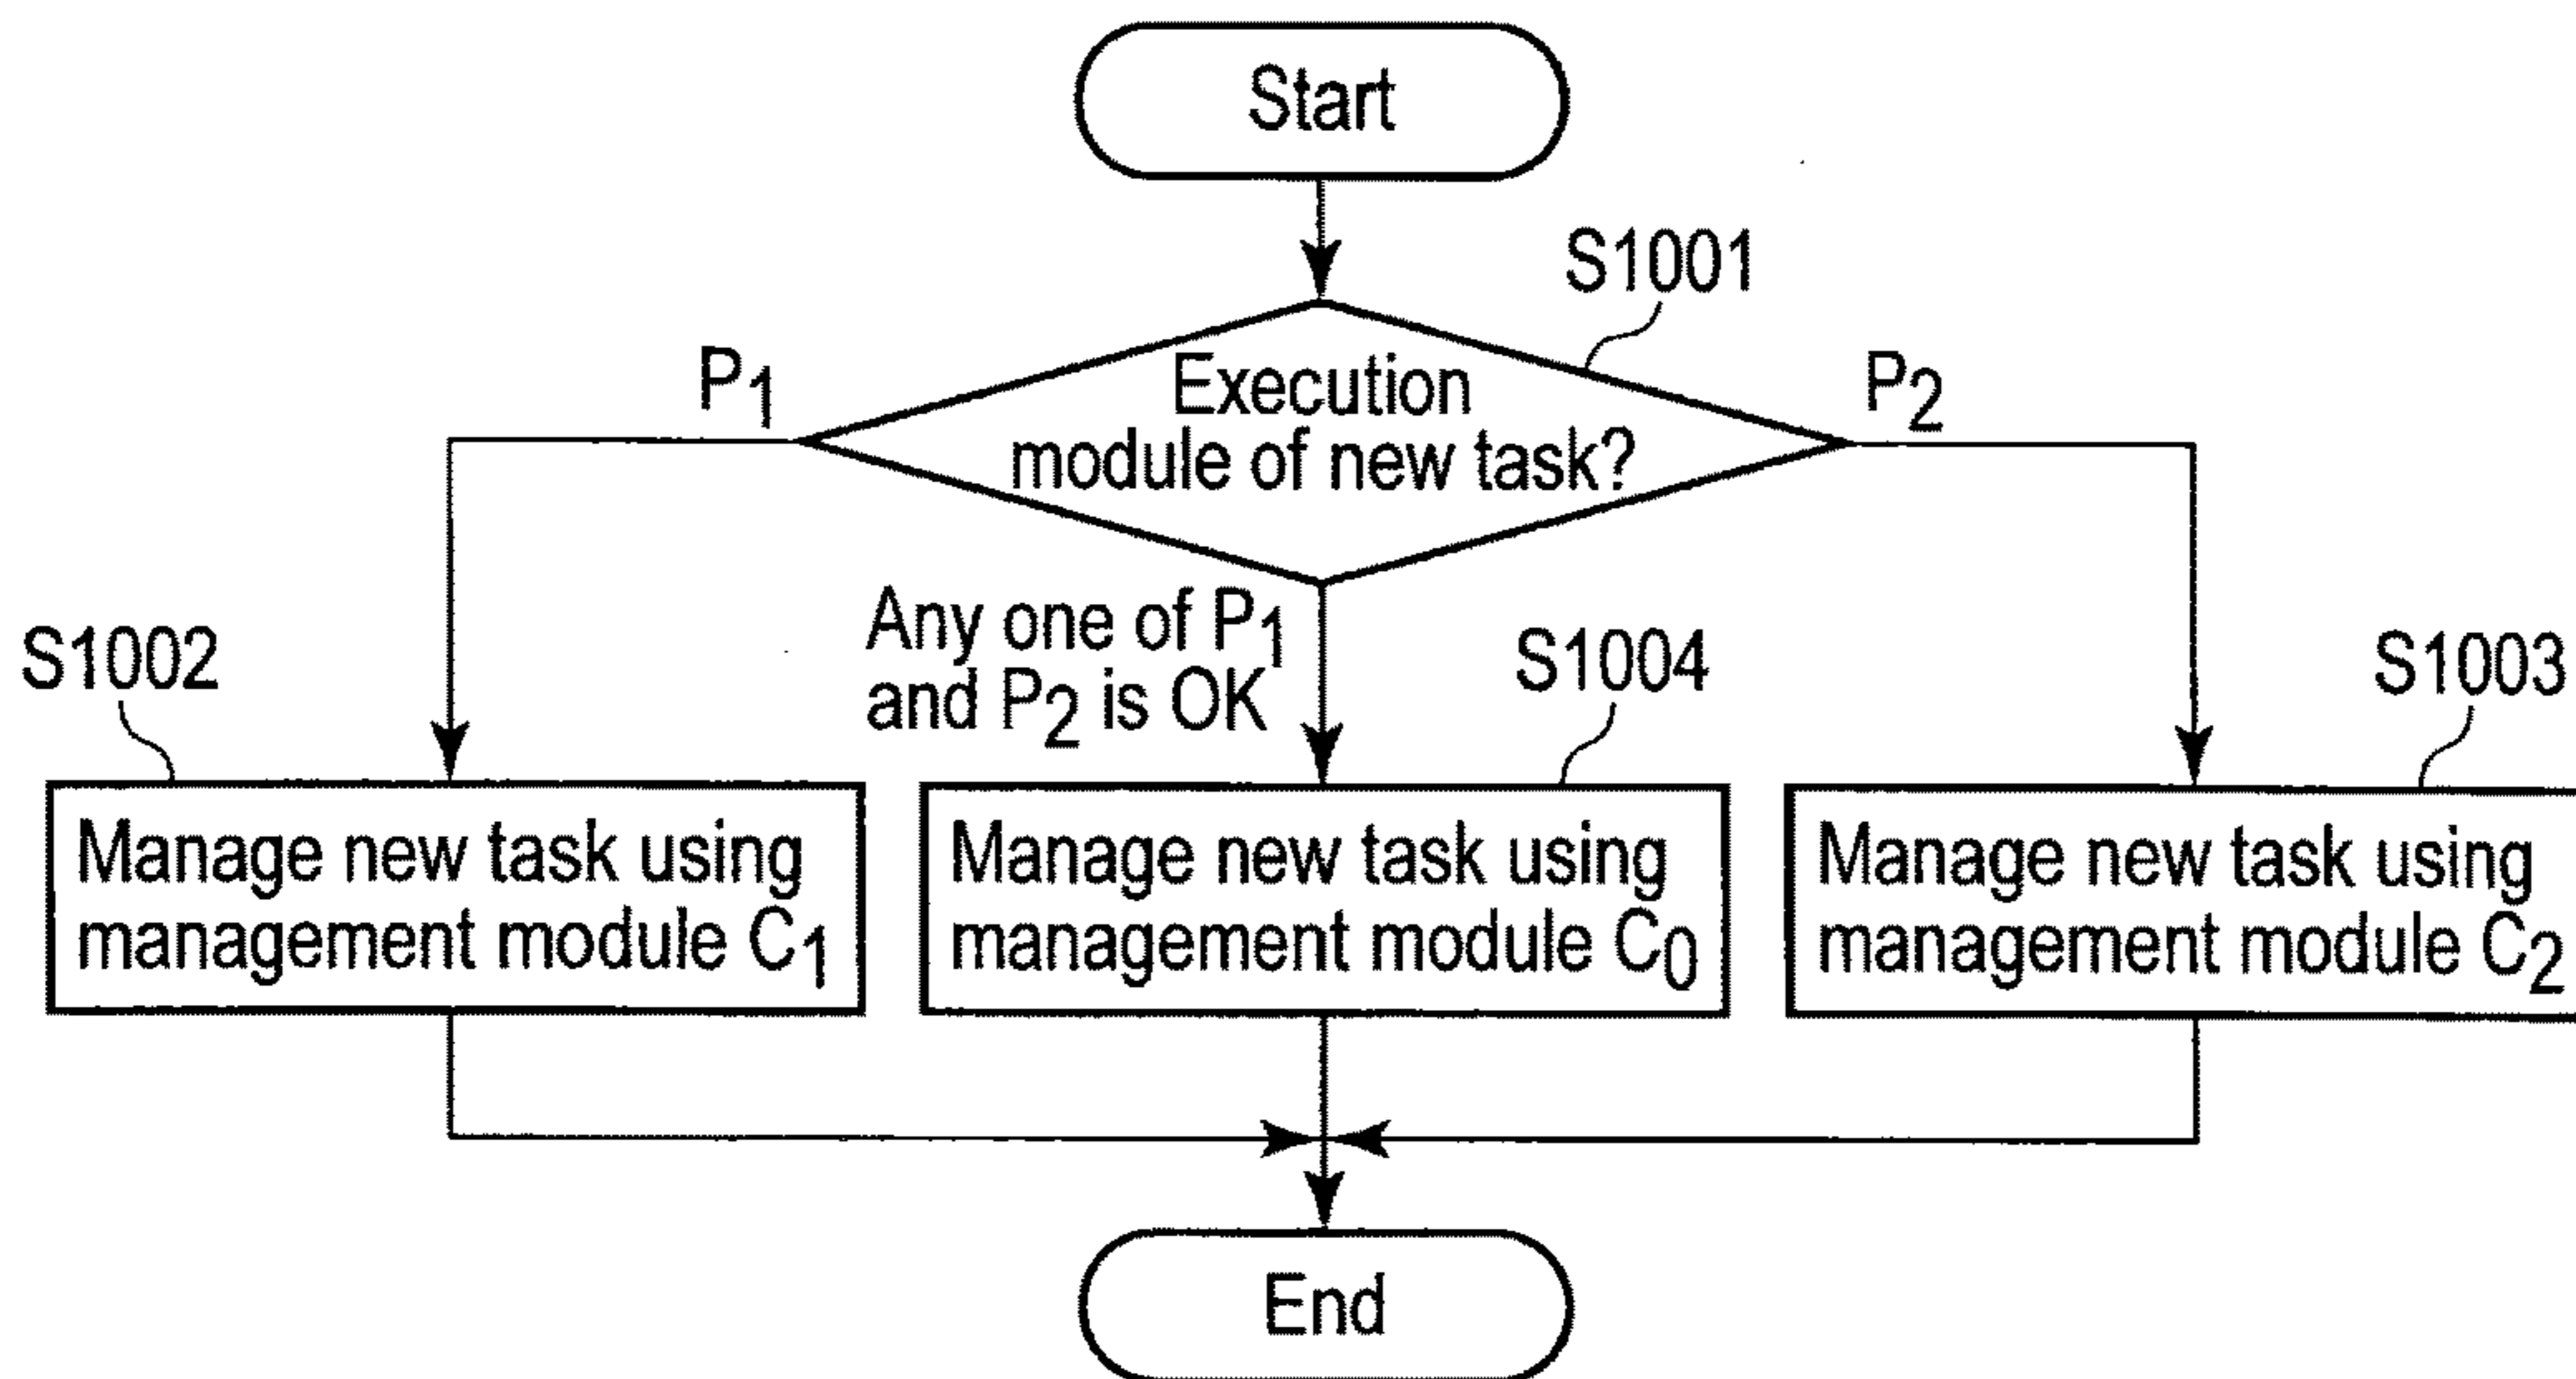 Start
S1001
P₁
Execution
module of new task?
P₂
Any one of P₁
and P₂ is OK
S1002
S1004
S1003
Manage new task using
management module C₁
Manage new task using
management module C₀
Manage new task using
management module C₂
End